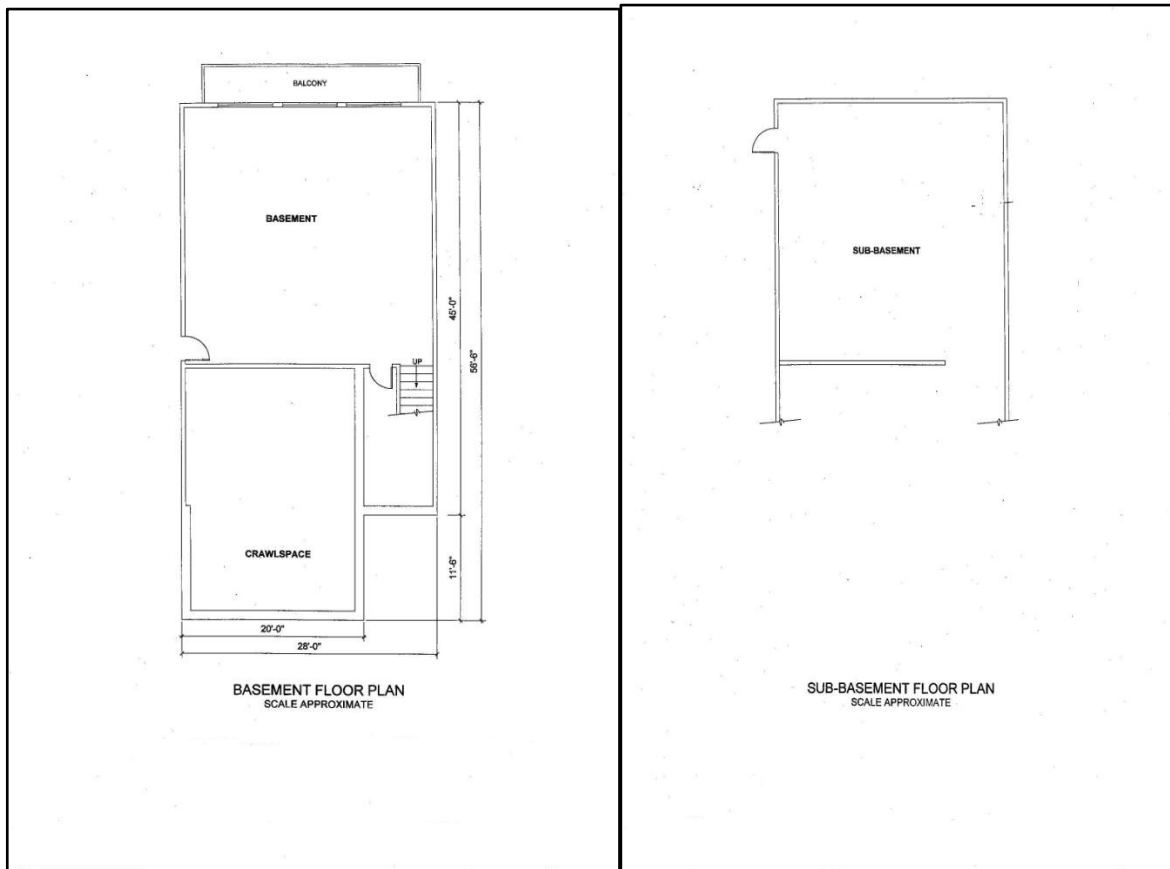 BALCONY
BASEMENT
UP
45'-0"
56'-6"
CRAWLSPACE
11'-6"
20'-0"
28'-0"
BASEMENT FLOOR PLAN
SCALE APPROXIMATE
SUB-BASEMENT
SUB-BASEMENT FLOOR PLAN
SCALE APPROXIMATE